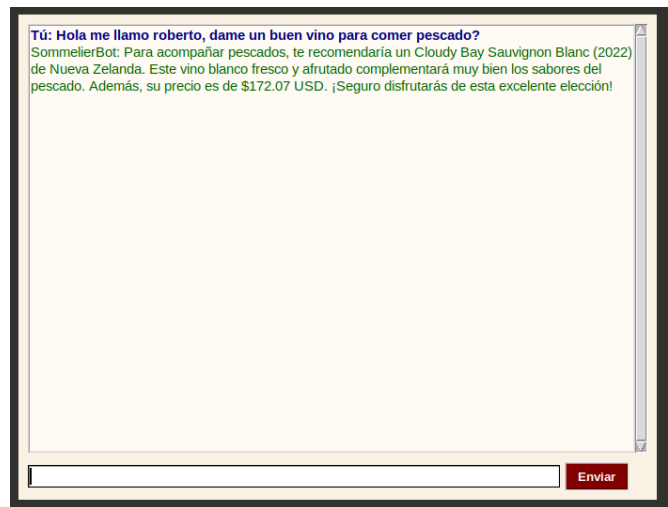 Tú: Hola me llamo roberto, dame un buen vino para comer pescado?
SommelierBot: Para acompañar pescados, te recomendaría un Cloudy Bay Sauvignon Blanc (2022)
de Nueva Zelanda. Este vino blanco fresco y afrutado complementará muy bien los sabores del
pescado. Además, su precio es de $172.07 USD. ¡Seguro disfrutarás de esta excelente elección!
Enviar